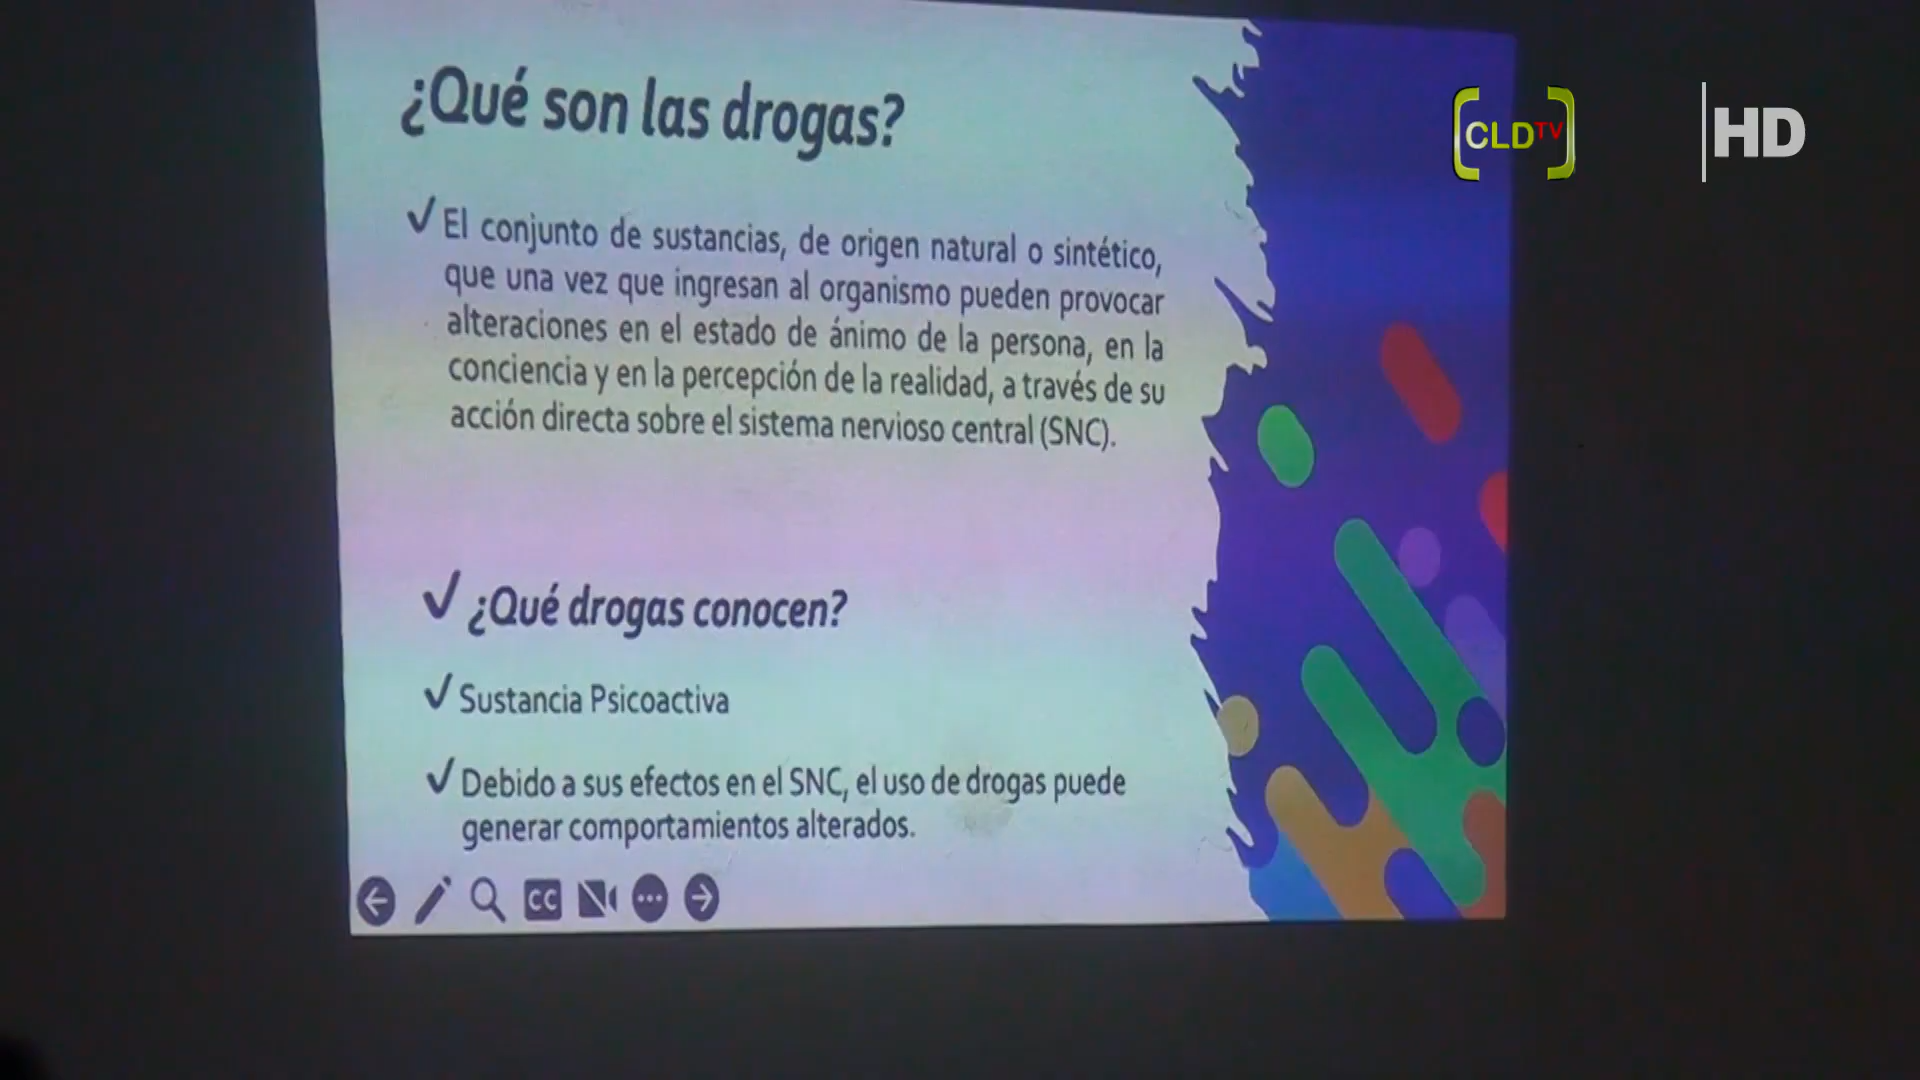 ¿Qué son las drogas?
✓ El conjunto de sustancias, de origen natural o sintético,
que una vez que ingresan al organismo pueden provocar
alteraciones en el estado de ánimo de la persona, en la
conciencia y en la percepción de la realidad, a través de su
acción directa sobre el sistema nervioso central (SNC).
✓ ¿Qué drogas conocen?
✓ Sustancia Psicoactiva
✓ Debido a sus efectos en el SNC, el uso de drogas puede
generar comportamientos alterados.
CC
CLDTV
HD